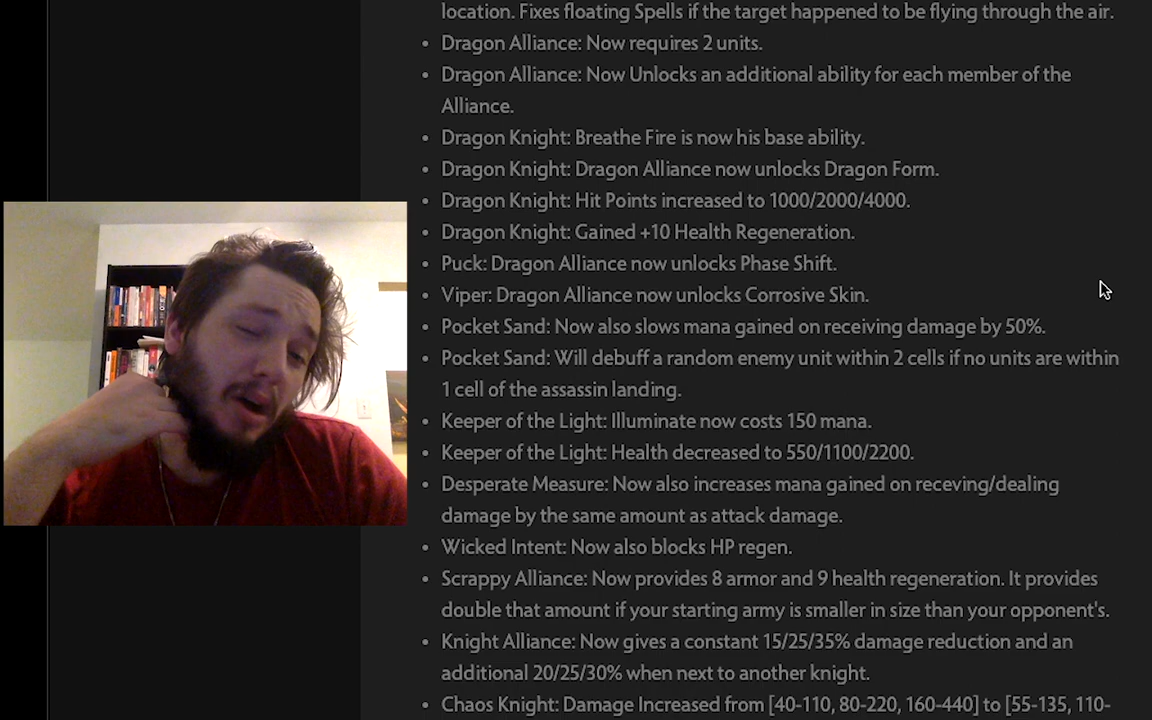 location. Fixes floating Spells if the target happened to be flying through the air.
• Dragon Alliance: Now requires 2 units.
• Dragon Alliance: Now Unlocks an additional ability for each member of the
Alliance.
• Dragon Knight: Breathe Fire is now his base ability.
• Dragon Knight: Dragon Alliance now unlocks Dragon Form.
• Dragon Knight: Hit Points increased to 1000/2000/4000.
• Dragon Knight: Gained +10 Health Regeneration.
• Puck: Dragon Alliance now unlocks Phase Shift.
• Viper: Dragon Alliance now unlocks Corrosive Skin.
• Pocket Sand: Now also slows mana gained on receiving damage by 50%.
• Pocket Sand: Will debuff a random enemy unit within 2 cells if no units are within
1 cell of the assassin landing.
• Keeper of the Light: Illuminate now costs 150 mana.
• Keeper of the Light: Health decreased to 550/1100/2200.
• Desperate Measure: Now also increases mana gained on receving/dealing
damage by the same amount as attack damage.
• Wicked Intent: Now also blocks HP regen.
• Scrappy Alliance: Now provides 8 armor and 9 health regeneration. It provides
double that amount if your starting army is smaller in size than your opponent's.
• Knight Alliance: Now gives a constant 15/25/35% damage reduction and an
additional 20/25/30% when next to another knight.
• Chaos Knight: Damage Increased from [40-110, 80-220, 160-440] to [55-135, 110-